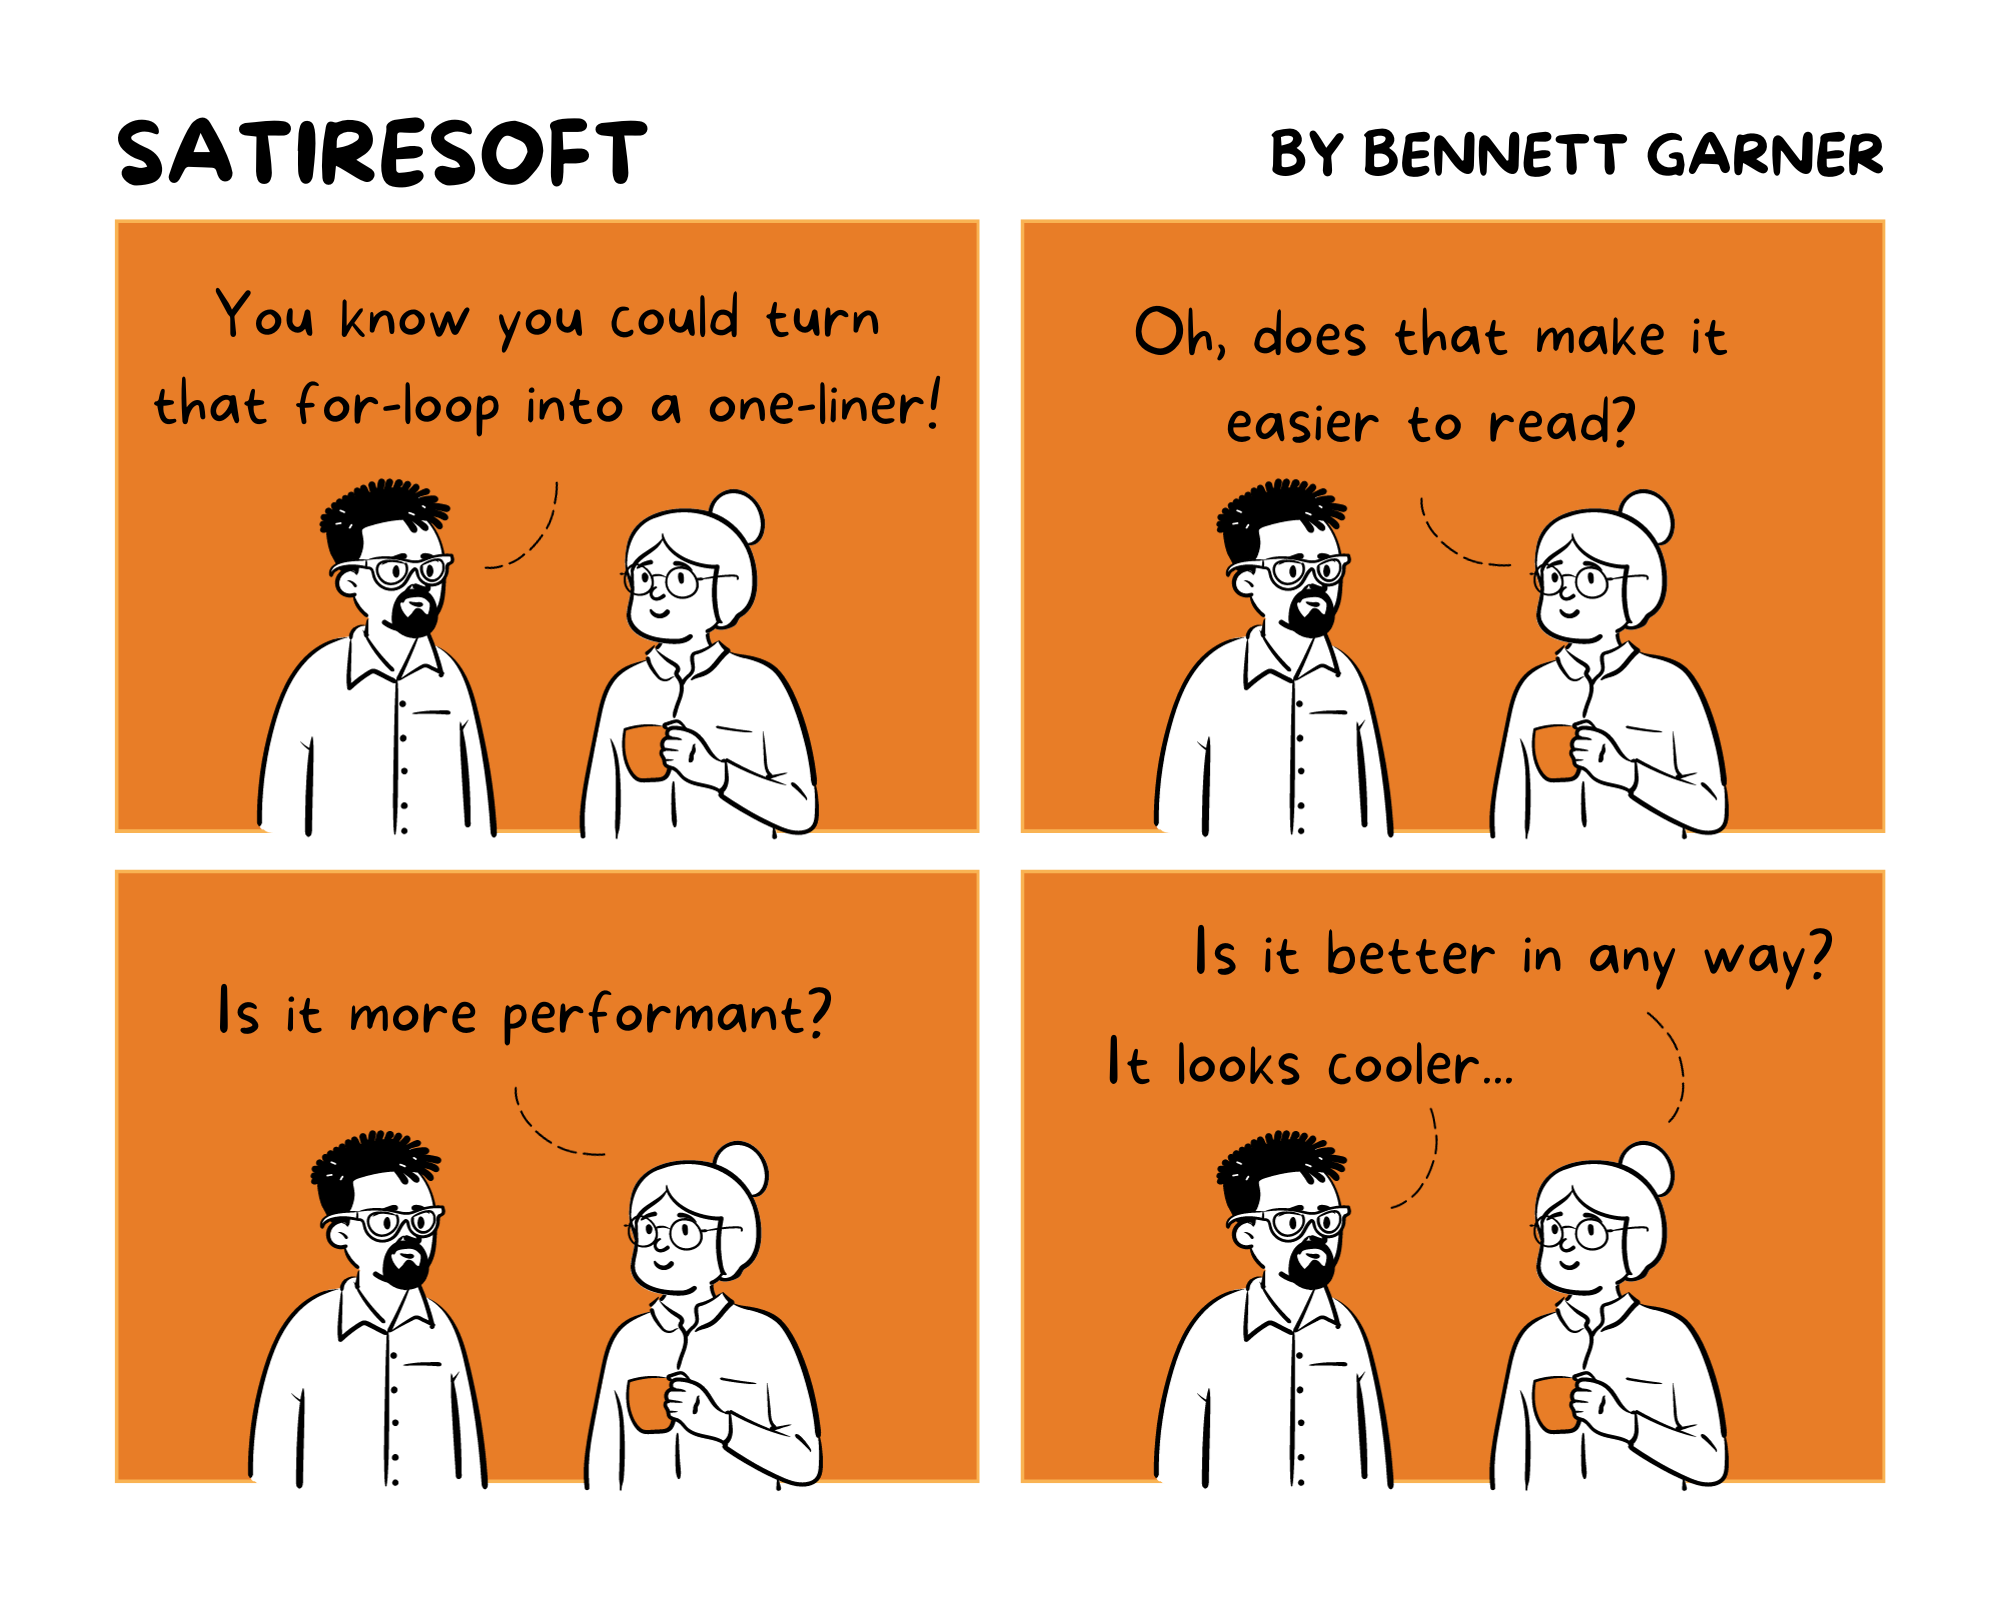 SATIRESOFT
BY BENNETT GARNER
You know you could turn
that for-loop into a one-liner!
Oh, does that make it
easier to read?
Is it more performant?
Is it better in any way?
It looks cooler...